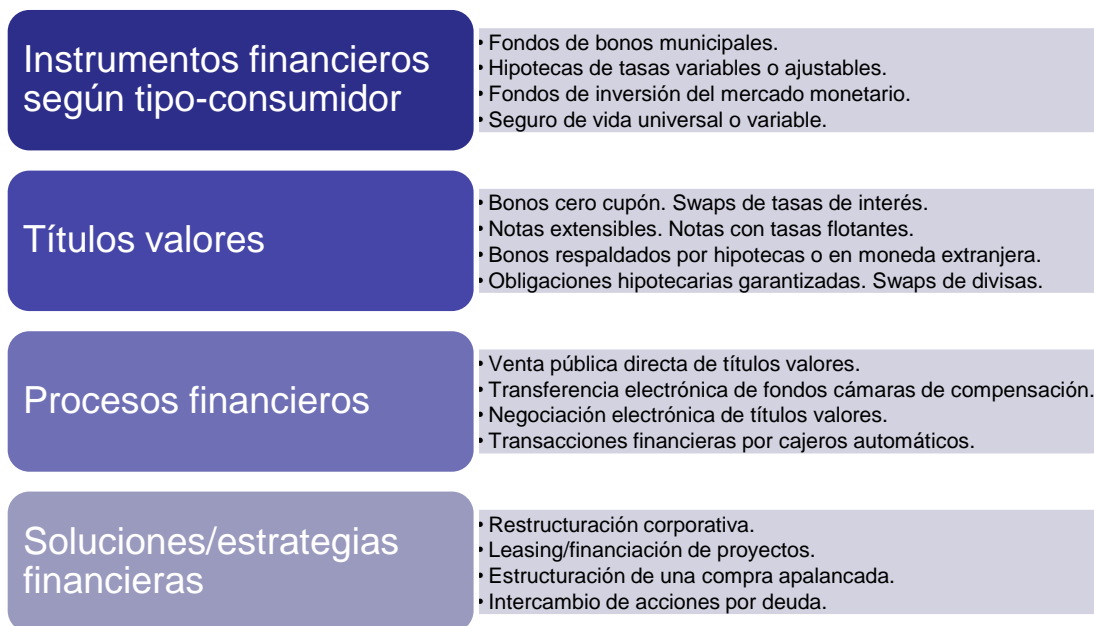 Instrumentos financieros
según tipo-consumidor
• Fondos de bonos municipales.
• Hipotecas de tasas variables o ajustables.
• Fondos de inversión del mercado monetario.
• Seguro de vida universal o variable.
Títulos valores
• Bonos cero cupón. Swaps de tasas de interés.
• Notas extensibles. Notas con tasas flotantes.
• Bonos respaldados por hipotecas o en moneda extranjera.
• Obligaciones hipotecarias garantizadas. Swaps de divisas.
Procesos financieros
• Venta pública directa de títulos valores.
• Transferencia electrónica de fondos cámaras de compensación.
• Negociación electrónica de títulos valores.
• Transacciones financieras por cajeros automáticos.
Soluciones/estrategias
financieras
• Restructuración corporativa.
• Leasing/financiación de proyectos.
• Estructuración de una compra apalancada.
• Intercambio de acciones por deuda.